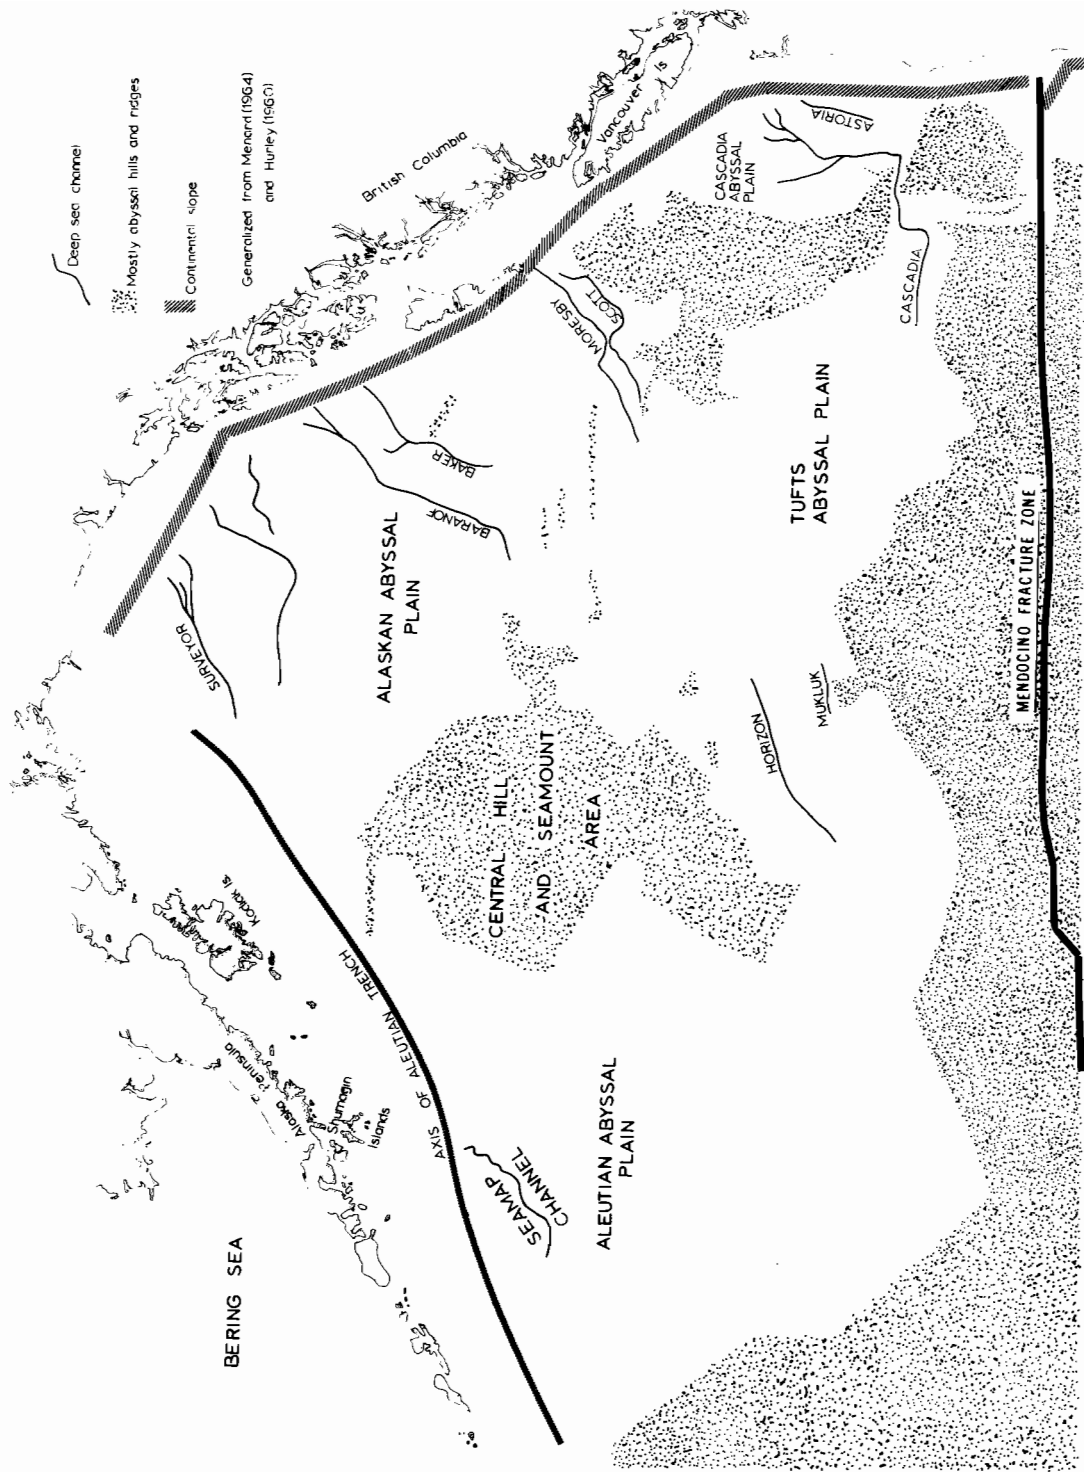 Deep sea channel
Mostly abyssal hills and ridges
Continental slope
Generalized from Menard (1964)
and Hurley (1960)
BERING SEA
Alaska Peninsula
Shumagin
Islands
Kodiak Is.
AXIS OF ALEUTIAN TRENCH
SEAMAP
CHANNEL
ALEUTIAN ABYSSAL
PLAIN
SURVEYOR
ALASKAN ABYSSAL
PLAIN
BARANOF
BAKER
British Columbia
Vancouver Is
MORESBY
SCOTT
CENTRAL HILL
AND SEAMOUNT
AREA
HORIZON
MUKLUK
TUFTS
ABYSSAL PLAIN
CASCADIA
ABYSSAL
PLAIN
ASTORIA
CASCADIA
MENDOCINO FRACTURE ZONE